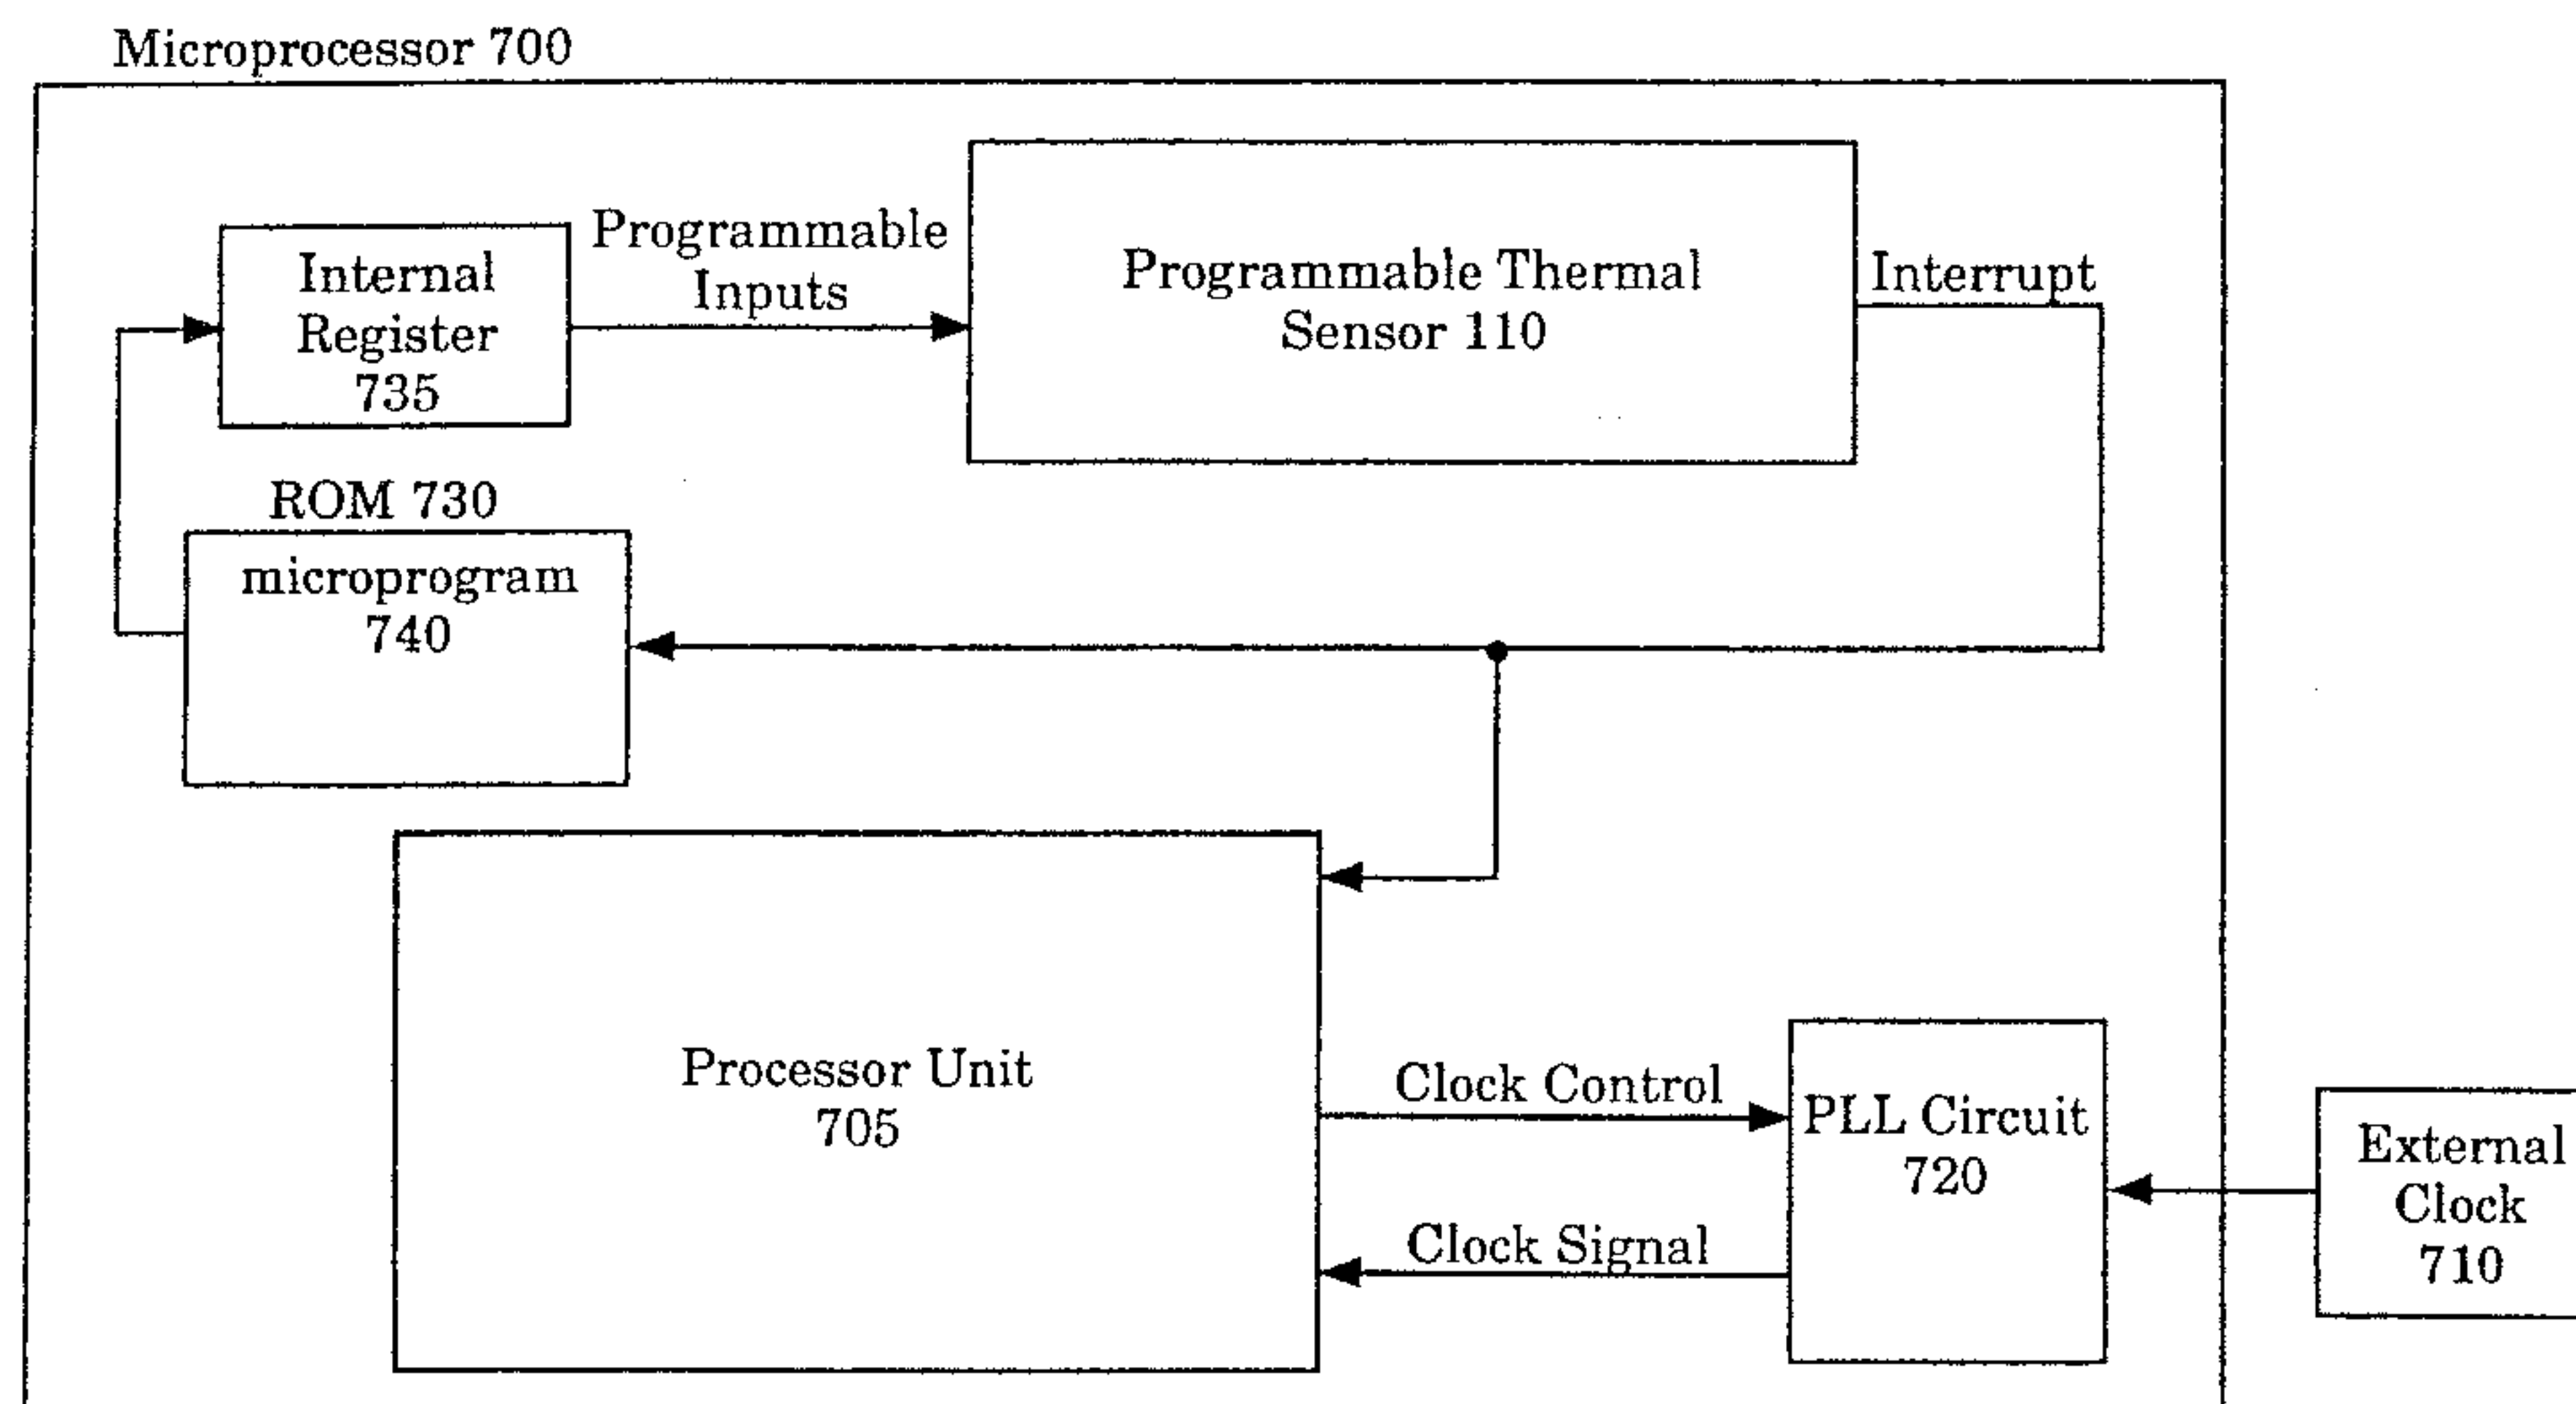 Microprocessor 700
Programmable
Inputs
Internal
Register
735
Programmable Thermal
Sensor 110
Interrupt
ROM 730
microprogram
740
Processor Unit
705
Clock Control
PLL Circuit
720
Clock Signal
External
Clock
710